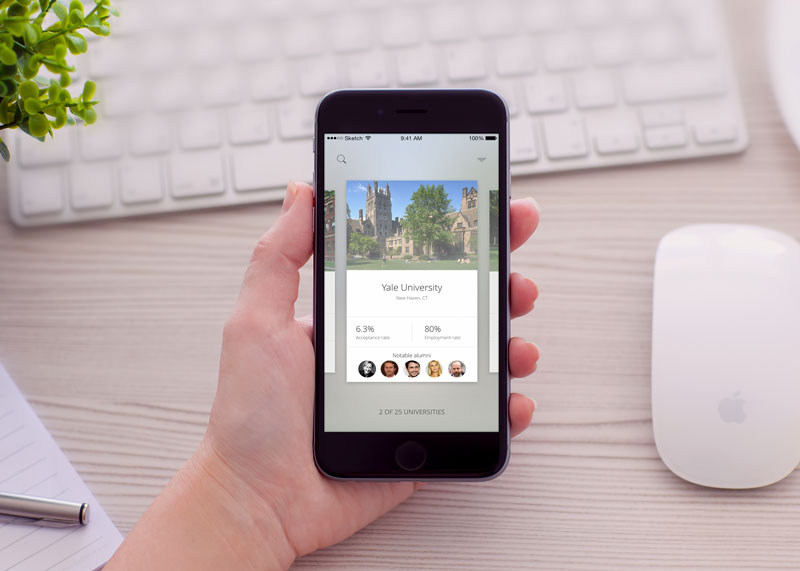 Sketch 9:41 AM 100%
Yale University
New Haven, CT
6.3% 80%
Acceptance rate Employment rate
Notable alumni
2 OF 25 UNIVERSITIES